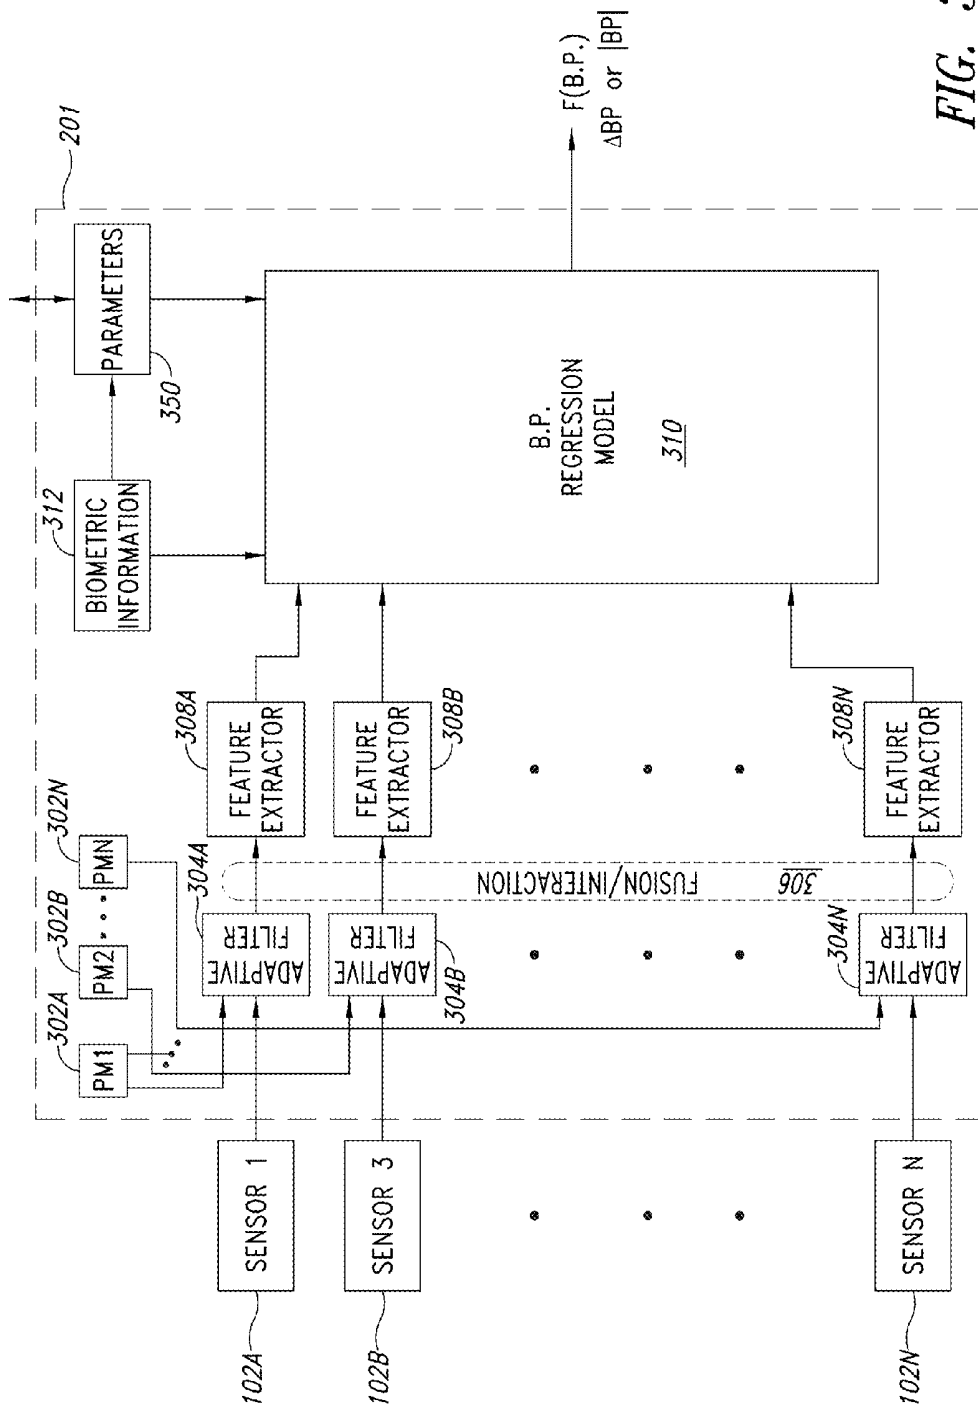 201
302A
302B
302N
312
PM1
PM2
PMN
BIOMETRIC
INFORMATION
PARAMETERS
350
304A
308A
SENSOR 1
ADAPTIVE
FILTER
FEATURE
EXTRACTOR
102A
SENSOR 3
ADAPTIVE
FILTER
FEATURE
EXTRACTOR
102B
304B
308B
FUSION/INTERACTION
306
B.P.
REGRESSION
MODEL
310
F(B.P.)
ΔBP or |BP|
304N
308N
SENSOR N
ADAPTIVE
FILTER
FEATURE
EXTRACTOR
102N
FIG.